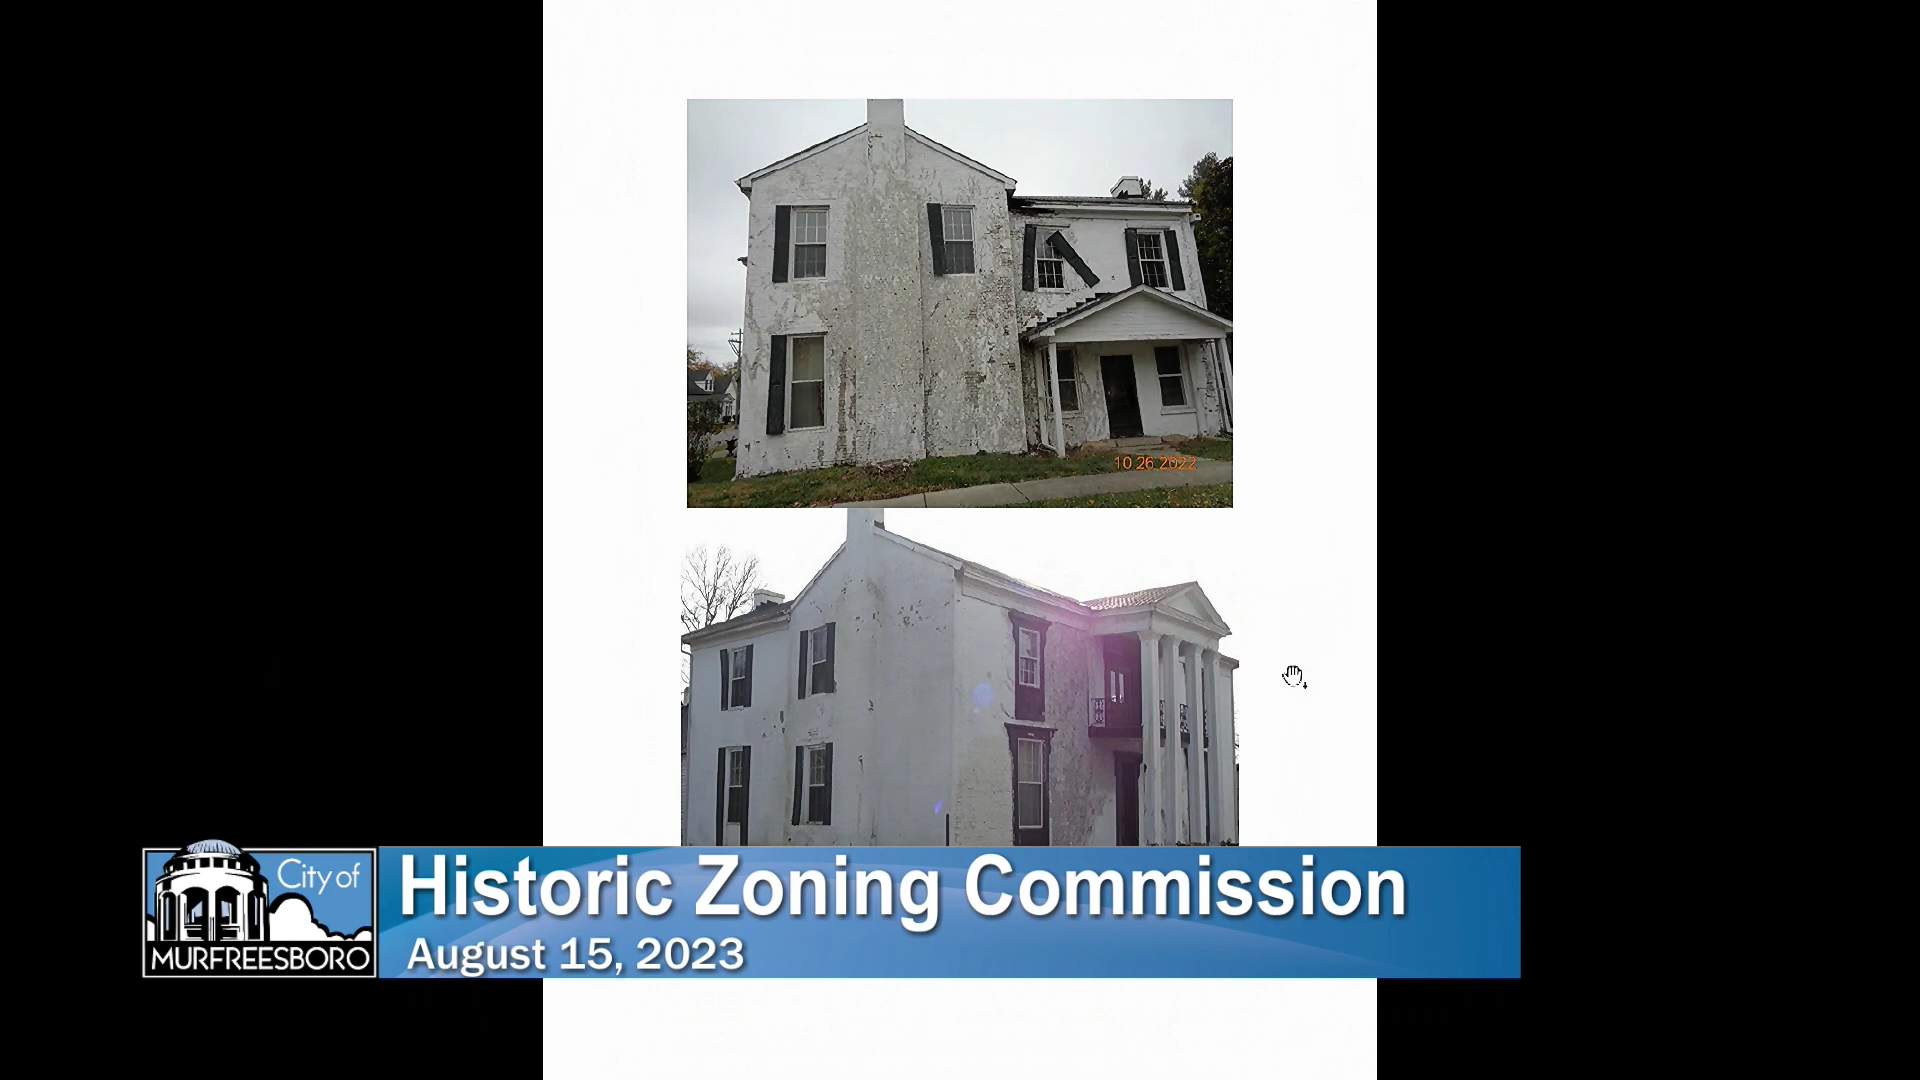 10 26 2022
City of
MURFREESBORO
Historic Zoning Commission
August 15, 2023